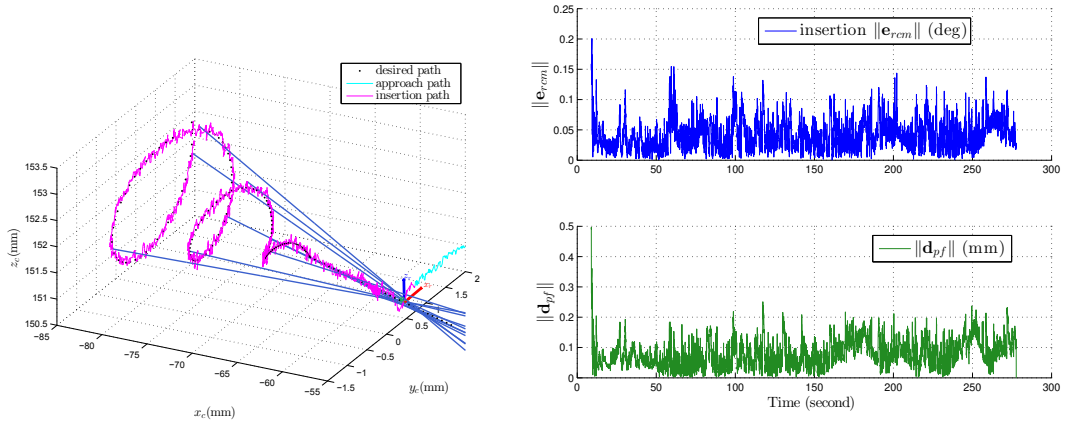 desired path
approach path
insertion path
153.5
153
152.5
152
151.5
151
150.5
z_c(mm)
−85
−80
−75
−70
−65
−60
−55
x_c(mm)
−1.5
−1
−0.5
0
0.5
1
1.5
2
y_c(mm)
insertion ‖e_rcm‖ (deg)
0.25
0.2
0.15
0.1
0.05
0
‖e_rcm‖
0 50 100 150 200 250 300
‖d_pf‖ (mm)
0.5
0.4
0.3
0.2
0.1
0
‖d_pf‖
0 50 100 150 200 250 300
Time (second)